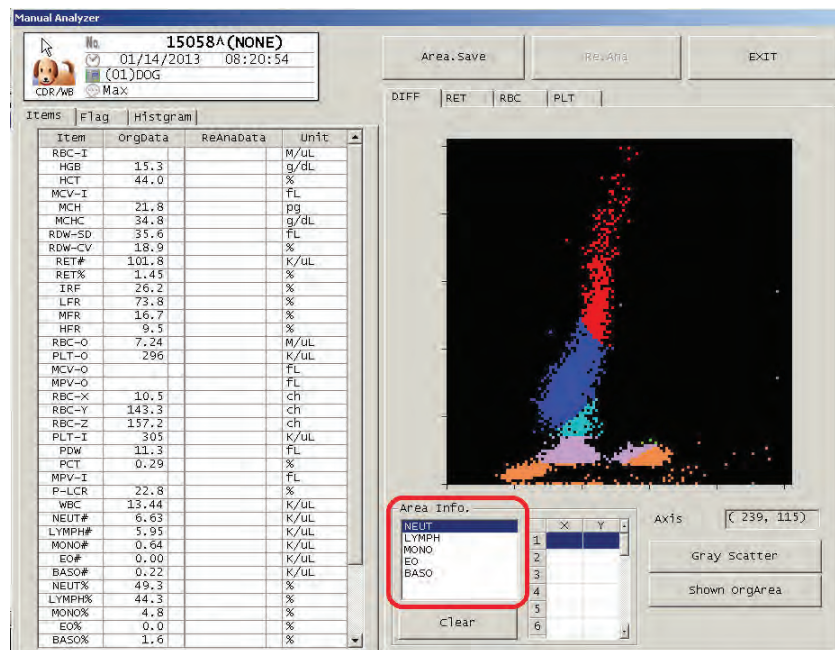 Manual Analyzer
No. 15058^(NONE)
01/14/2013 08:20:54
(01)DOG
CDR/WB Max
Area.Save
Re.Ana
EXIT
Items Flag Histgram
DIFF RET RBC PLT
Item OrgData ReAnaData Unit
RBC-I M/uL
HGB 15.3 g/dL
HCT 44.0 %
MCV-I fL
MCH 21.8 pg
MCHC 34.8 g/dL
RDW-SD 35.6 fL
RDW-CV 18.9 %
RET# 101.8 K/uL
RET% 1.45 %
IRF 26.2 %
LFR 73.8 %
MFR 16.7 %
HFR 9.5 %
RBC-O 7.24 M/uL
PLT-O 296 K/uL
MCV-O fL
MPV-O fL
RBC-X 10.5 ch
RBC-Y 143.3 ch
RBC-Z 157.2 ch
PLT-I 305 K/uL
PDW 11.3 fL
PCT 0.29 %
MPV-I fL
P-LCR 22.8 %
WBC 13.44 K/uL
NEUT# 6.63 K/uL
LYMPH# 5.95 K/uL
MONO# 0.64 K/uL
EO# 0.00 K/uL
BASO# 0.22 K/uL
NEUT% 49.3 %
LYMPH% 44.3 %
MONO% 4.8 %
EO% 0.0 %
BASO% 1.6 %
Area Info.
NEUT
LYMPH
MONO
EO
BASO
Clear
X Y
1
2
3
4
5
6
Axis ( 239, 115)
Gray Scatter
Shown OrgArea